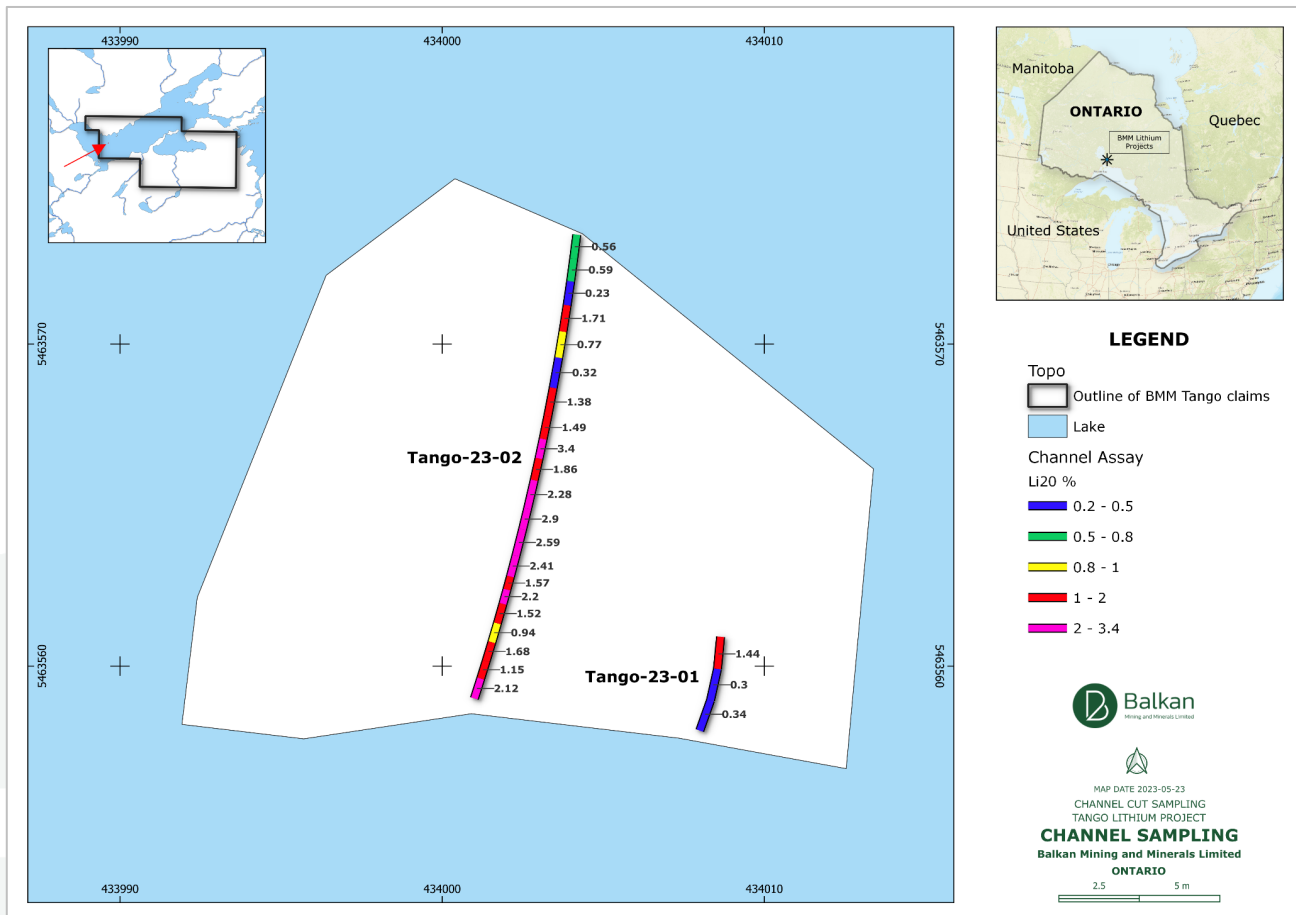 433990
434000
434010
5463570
5463570
5463560
5463560
433990
434000
434010
0.56
0.59
0.23
1.71
0.77
0.32
1.38
1.49
3.4
1.86
2.28
2.9
2.59
2.41
1.57
2.2
1.52
0.94
1.68
1.15
2.12
Tango-23-02
Tango-23-01
1.44
0.3
0.34
Manitoba
ONTARIO
Quebec
BMM Lithium
Projects
United States
LEGEND
Topo
Outline of BMM Tango claims
Lake
Channel Assay
Li20 %
0.2 - 0.5
0.5 - 0.8
0.8 - 1
1 - 2
2 - 3.4
Balkan
Mining and Minerals Limited
MAP DATE 2023-05-23
CHANNEL CUT SAMPLING
TANGO LITHIUM PROJECT
CHANNEL SAMPLING
Balkan Mining and Minerals Limited
ONTARIO
2.5 5 m